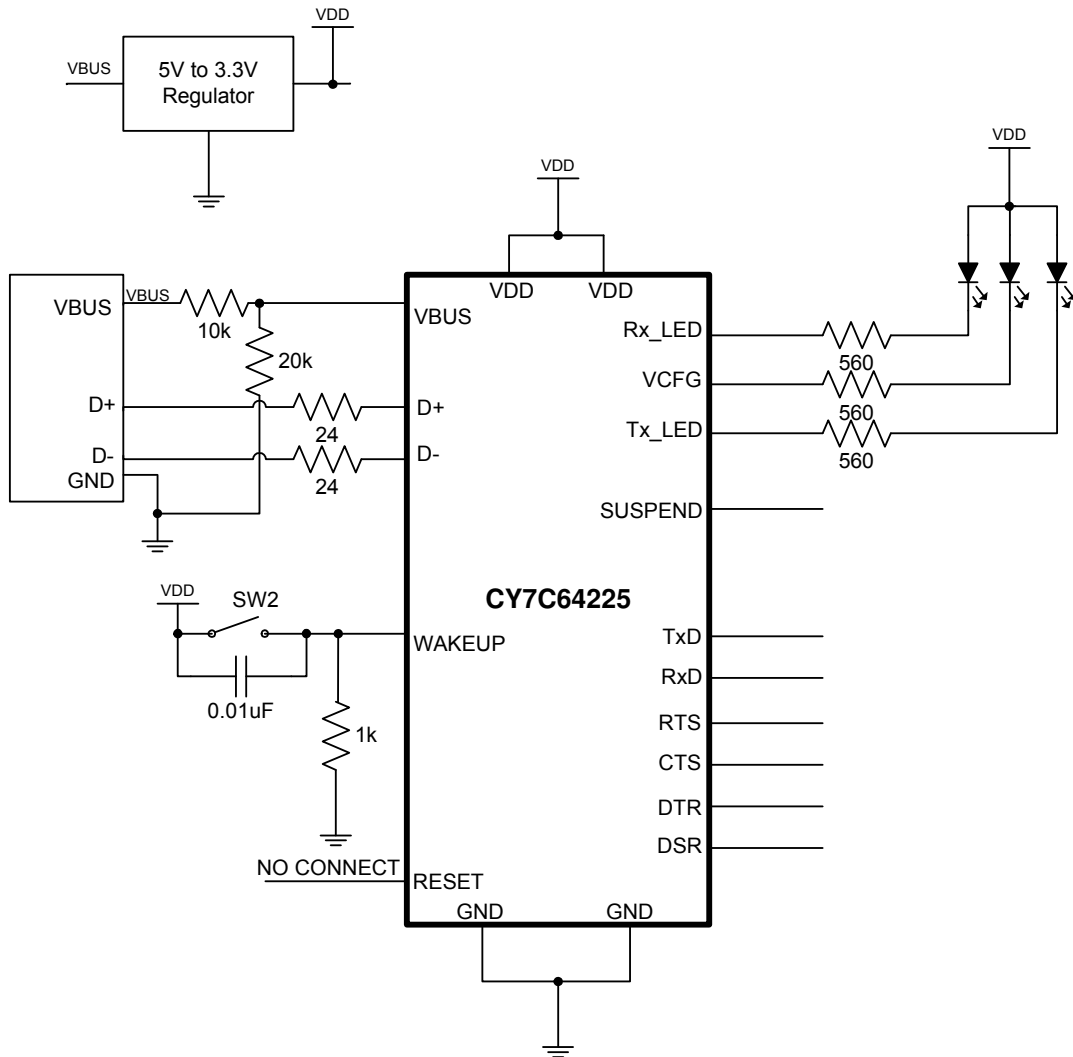 VDD
VBUS
5V to 3.3V
Regulator
VDD
VDD
VDD
VDD
VBUS
VBUS
10k
VBUS
Rx_LED
20k
560
VCFG
D+
24
D+
560
Tx_LED
D-
24
D-
560
GND
SUSPEND
VDD
SW2
CY7C64225
WAKEUP
TxD
0.01uF
RxD
1k
RTS
CTS
DTR
DSR
NO CONNECT
RESET
GND
GND